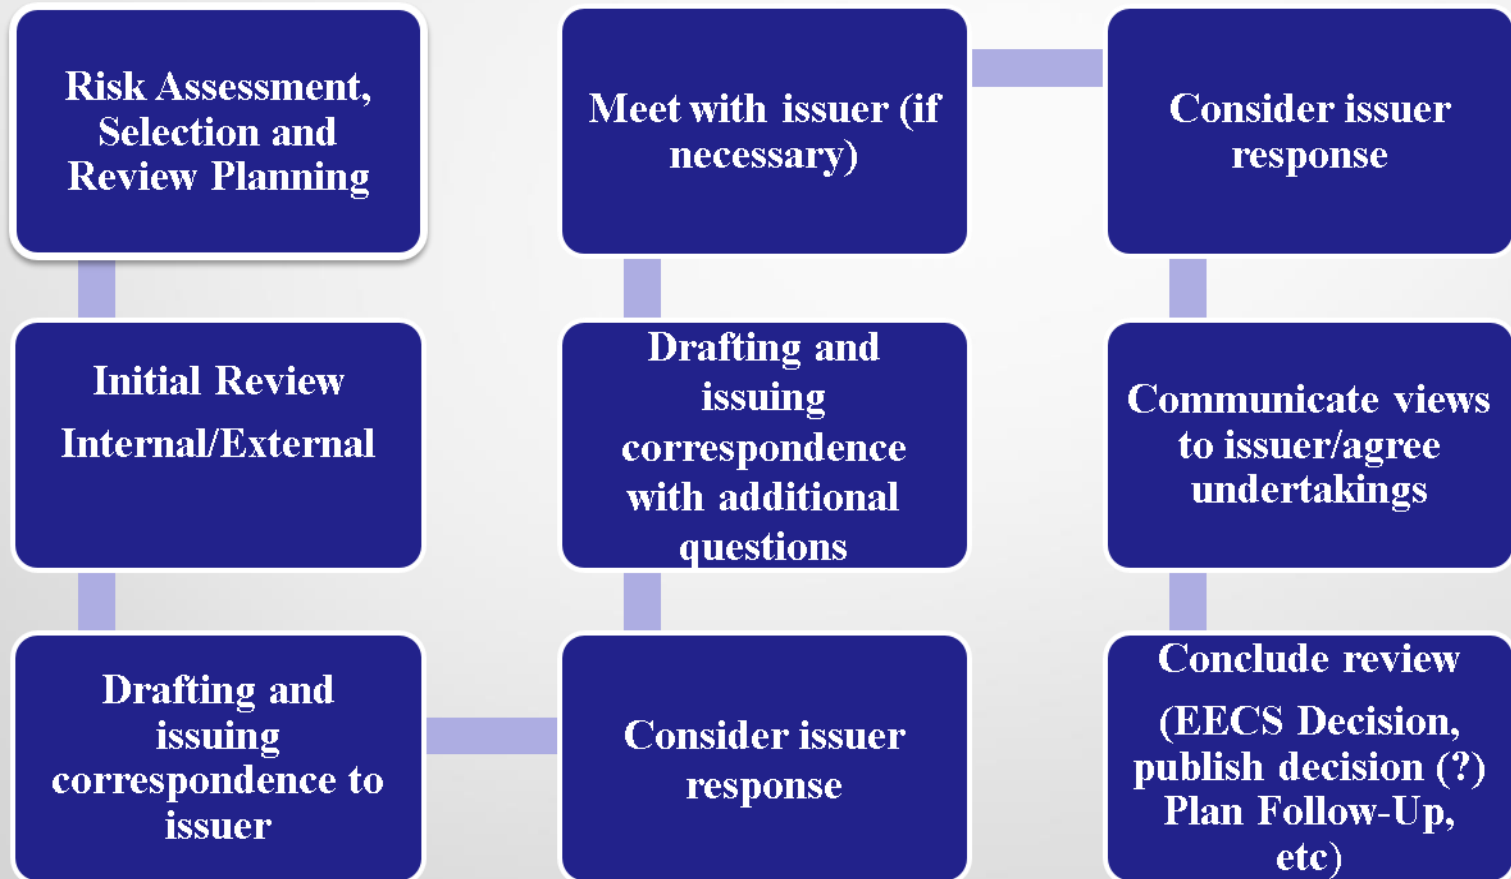 Risk Assessment,
Selection and
Review Planning
Initial Review
Internal/External
Drafting and
issuing
correspondence to
issuer
Consider issuer
response
Drafting and
issuing
correspondence
with additional
questions
Meet with issuer (if
necessary)
Consider issuer
response
Communicate views
to issuer/agree
undertakings
Conclude review
(EECS Decision,
publish decision (?)
Plan Follow-Up,
etc)